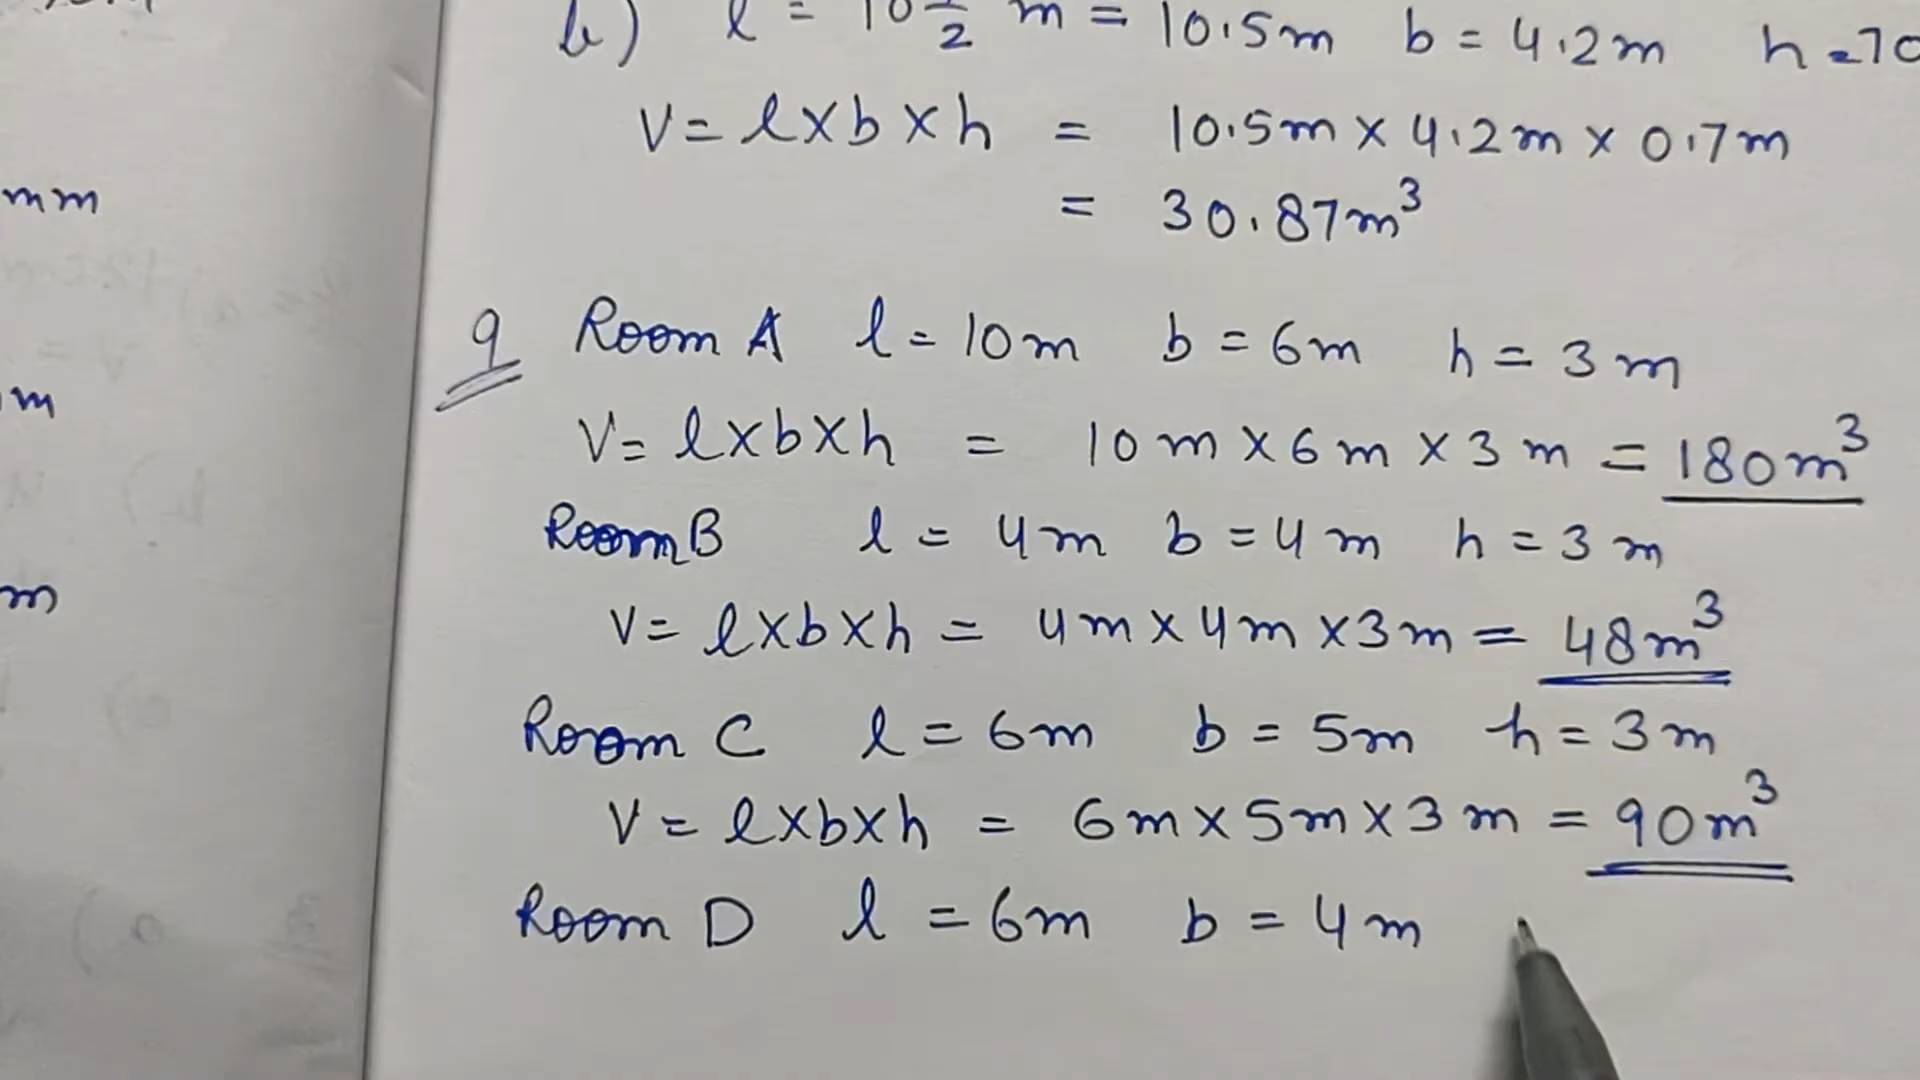 mm
m
m
b) l = 10 1/2 m = 10.5m b = 4.2m h = 70
V = l × b × h = 10.5m × 4.2m × 0.7m
= 30.87m³
9 Room A l = 10m b = 6m h = 3m
V = l×b×h = 10m × 6m × 3m = 180m³
Room B l = 4m b = 4m h = 3m
V = l×b×h = 4m × 4m × 3m = 48m³
Room C l = 6m b = 5m h = 3m
V = l×b×h = 6m × 5m × 3m = 90m³
Room D l = 6m b = 4m